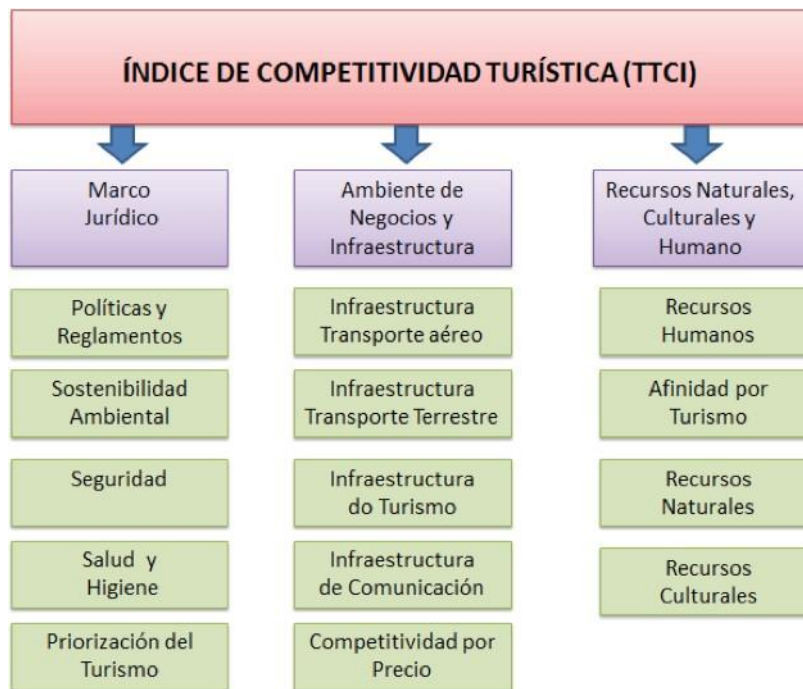 ÍNDICE DE COMPETITIVIDAD TURÍSTICA (TTCI)
Marco
Jurídico
Ambiente de
Negocios y
Infraestructura
Recursos Naturales,
Culturales y
Humano
Políticas y
Reglamentos
Infraestructura
Transporte aéreo
Recursos
Humanos
Sostenibilidad
Ambiental
Infraestructura
Transporte Terrestre
Afinidad por
Turismo
Seguridad
Infraestructura
do Turismo
Recursos
Naturales
Salud y
Higiene
Infraestructura
de Comunicación
Recursos
Culturales
Priorización del
Turismo
Competitividad por
Precio